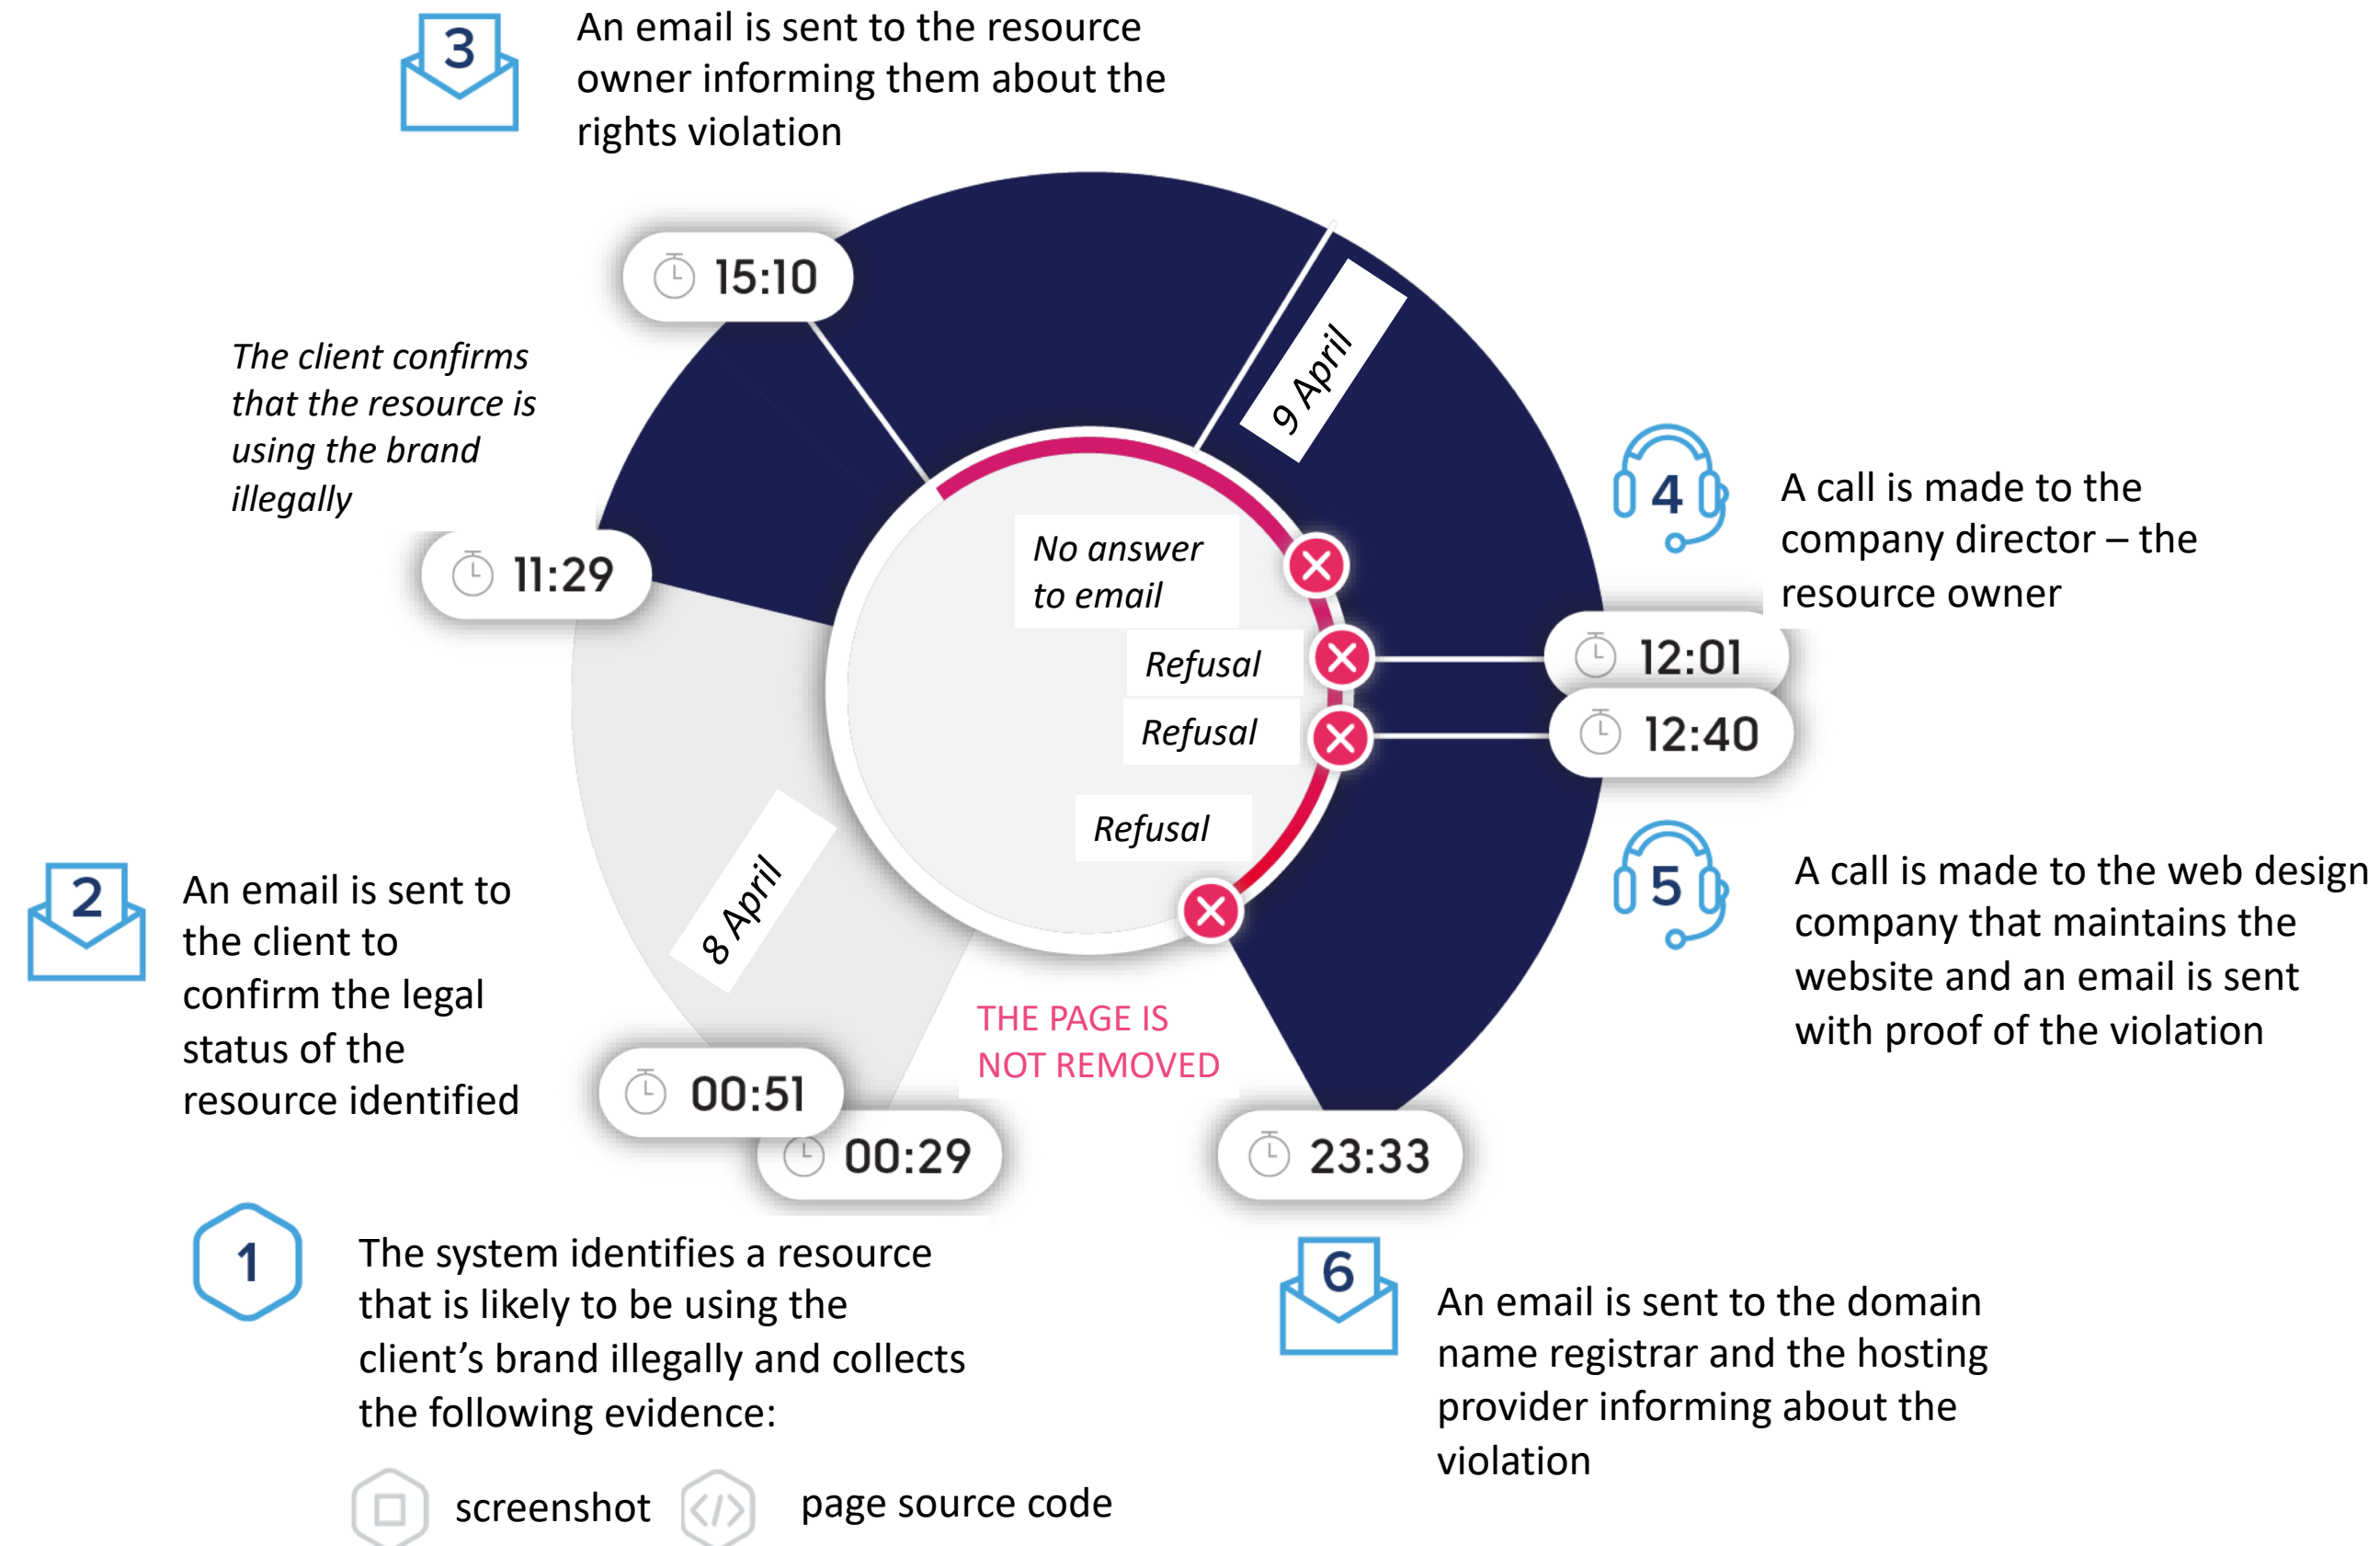 3
An email is sent to the resource
owner informing them about the
rights violation
15:10
The client confirms
that the resource is
using the brand
illegally
11:29
9 April
4
A call is made to the
company director – the
resource owner
No answer
to email
Refusal
12:01
Refusal
12:40
Refusal
8 April
2
An email is sent to
the client to
confirm the legal
status of the
resource identified
5
A call is made to the web design
company that maintains the
website and an email is sent
with proof of the violation
THE PAGE IS
NOT REMOVED
00:51
00:29
23:33
1
The system identifies a resource
that is likely to be using the
client’s brand illegally and collects
the following evidence:
screenshot
</>
page source code
6
An email is sent to the domain
name registrar and the hosting
provider informing about the
violation